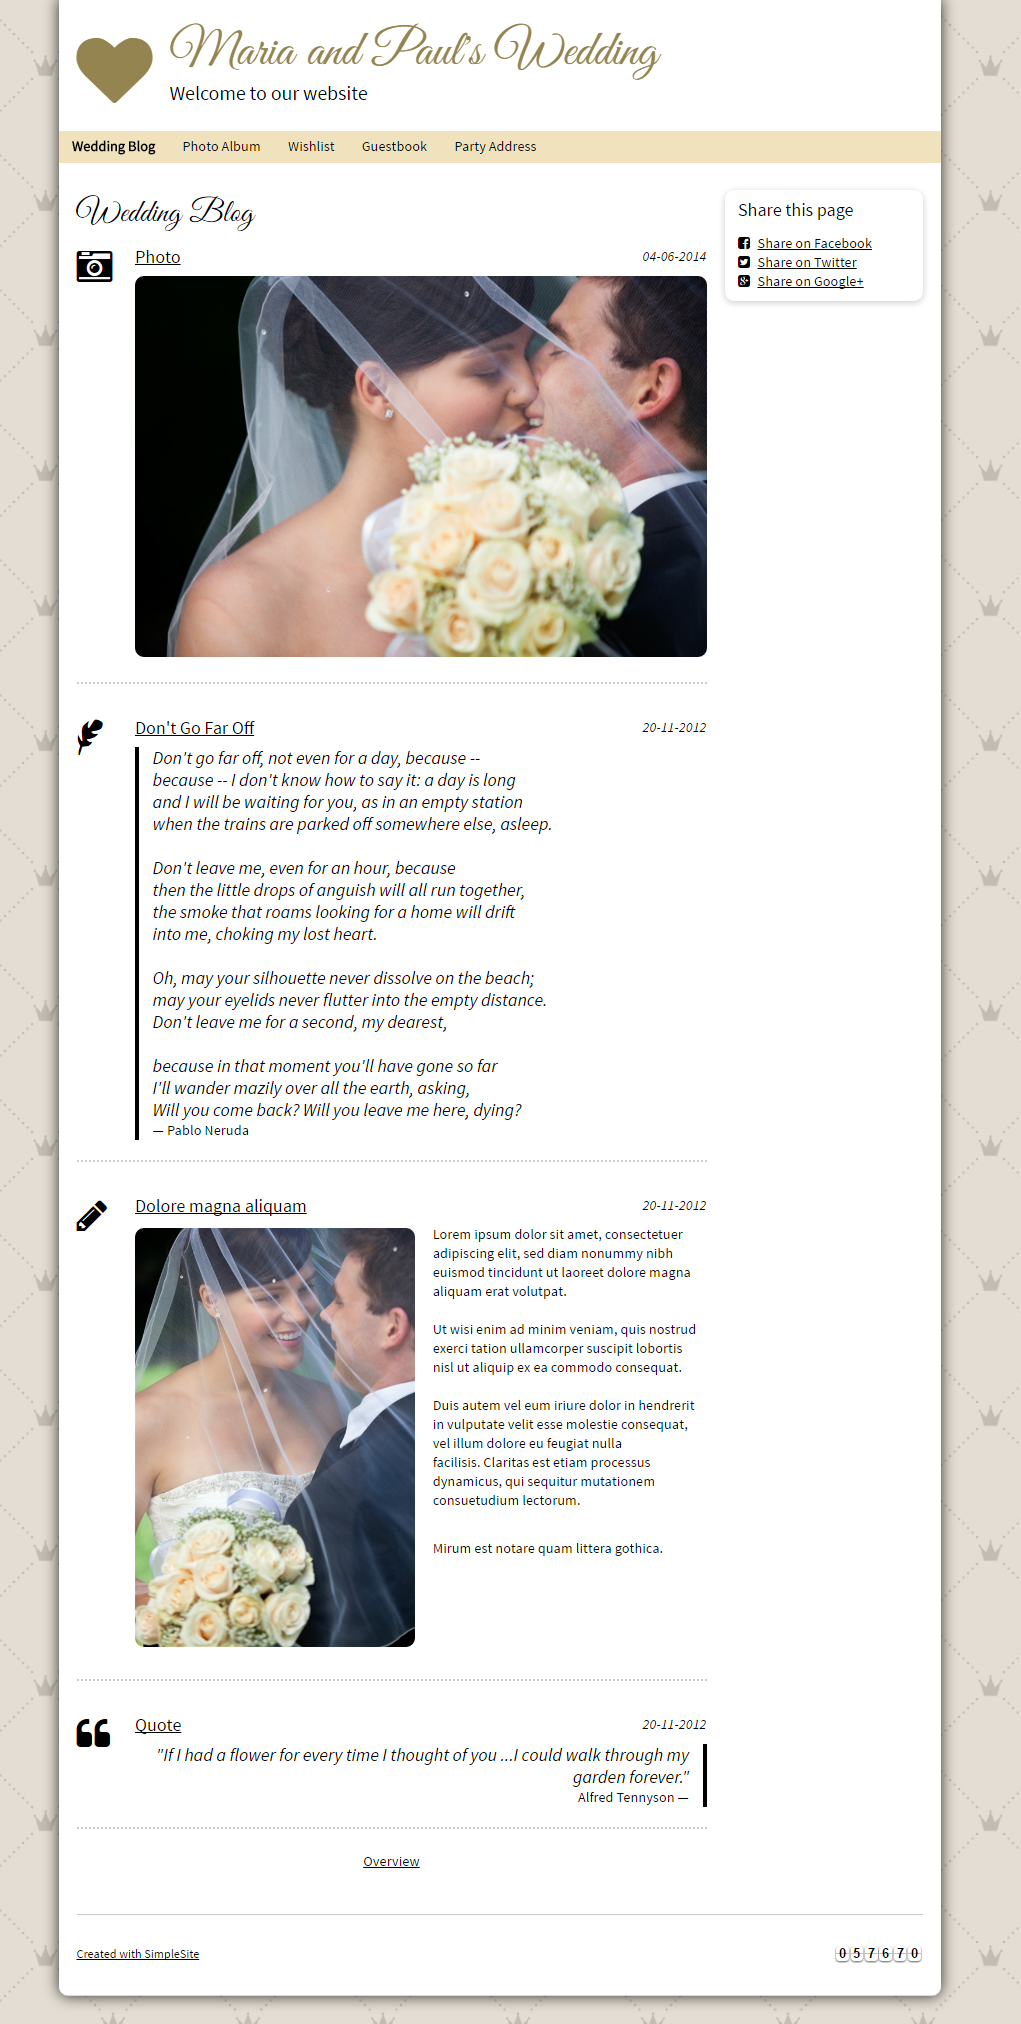 Maria and Paul's Wedding
Welcome to our website
Wedding Blog Photo Album Wishlist Guestbook Party Address
Wedding Blog
Photo 04-06-2014
Don't Go Far Off 20-11-2012
Don't go far off, not even for a day, because --
because -- I don't know how to say it: a day is long
and I will be waiting for you, as in an empty station
when the trains are parked off somewhere else, asleep.
Don't leave me, even for an hour, because
then the little drops of anguish will all run together,
the smoke that roams looking for a home will drift
into me, choking my lost heart.
Oh, may your silhouette never dissolve on the beach;
may your eyelids never flutter into the empty distance.
Don't leave me for a second, my dearest,
because in that moment you'll have gone so far
I'll wander mazily over all the earth, asking,
Will you come back? Will you leave me here, dying?
— Pablo Neruda
Dolore magna aliquam 20-11-2012
Lorem ipsum dolor sit amet, consectetuer
adipiscing elit, sed diam nonummy nibh
euismod tincidunt ut laoreet dolore magna
aliquam erat volutpat.
Ut wisi enim ad minim veniam, quis nostrud
exerci tation ullamcorper suscipit lobortis
nisl ut aliquip ex ea commodo consequat.
Duis autem vel eum iriure dolor in hendrerit
in vulputate velit esse molestie consequat,
vel illum dolore eu feugiat nulla
facilisis. Claritas est etiam processus
dynamicus, qui sequitur mutationem
consuetudium lectorum.
Mirum est notare quam littera gothica.
Quote 20-11-2012
"If I had a flower for every time I thought of you ...I could walk through my
garden forever."
Alfred Tennyson —
Overview
Share this page
Share on Facebook
Share on Twitter
Share on Google+
Created with SimpleSite
057670